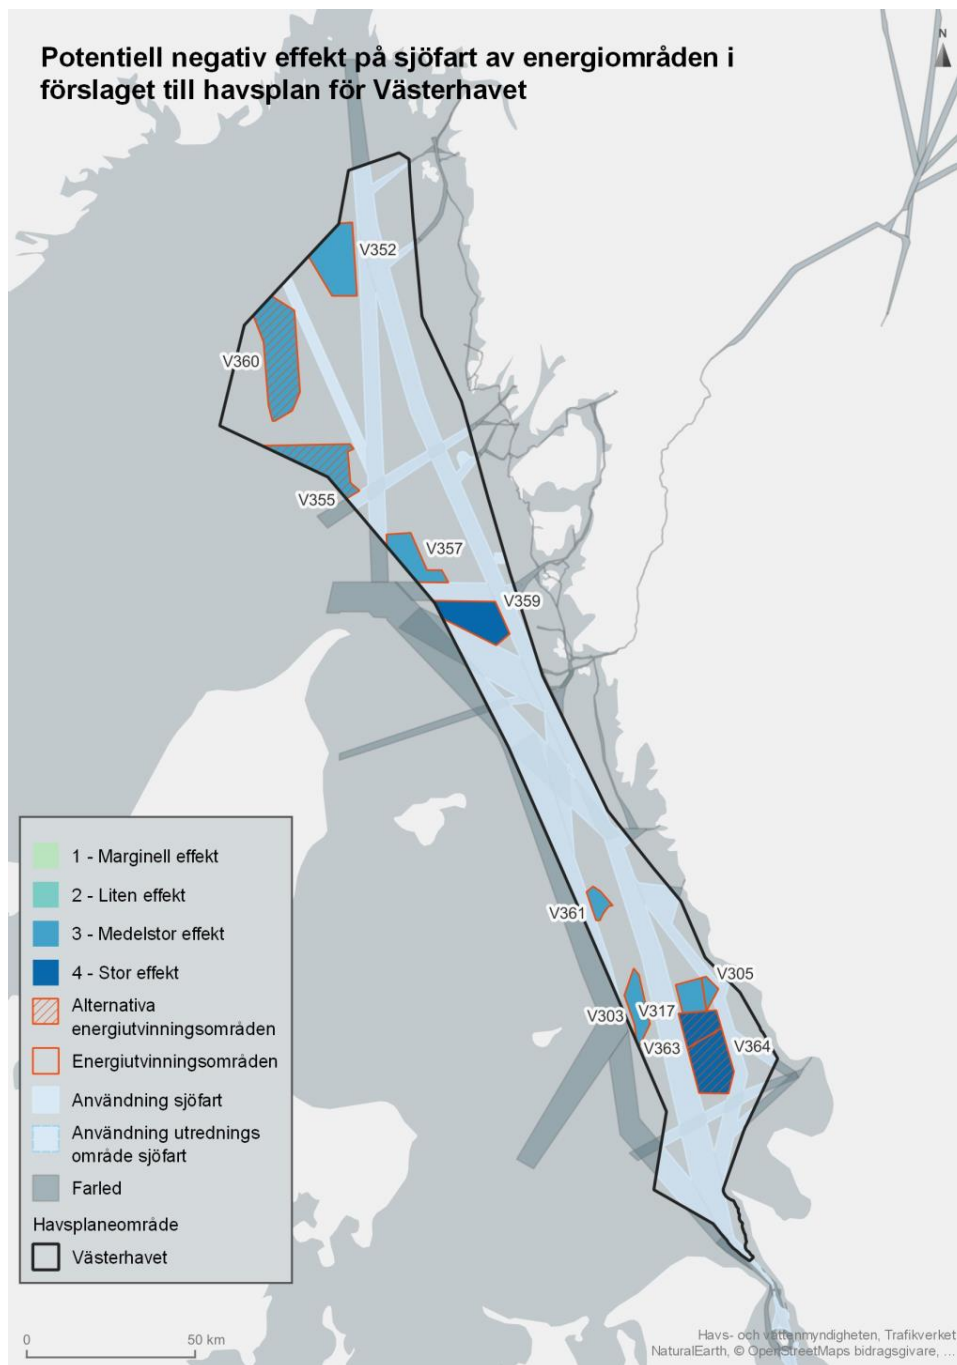 Potentiell negativ effekt på sjöfart av energiområden i
förslaget till havsplan för Västerhavet
N
V352
V360
V355
V357
V359
V361
V305
V303
V317
V363
V364
1 - Marginell effekt
2 - Liten effekt
3 - Medelstor effekt
4 - Stor effekt
Alternativa
energiutvinningsområden
Energiutvinningsområden
Användning sjöfart
Användning utrednings
område sjöfart
Farled
Havsplaneområde
Västerhavet
0
50 km
Havs- och vattenmyndigheten, Trafikverket
NaturalEarth, © OpenStreetMaps bidragsgivare, ...